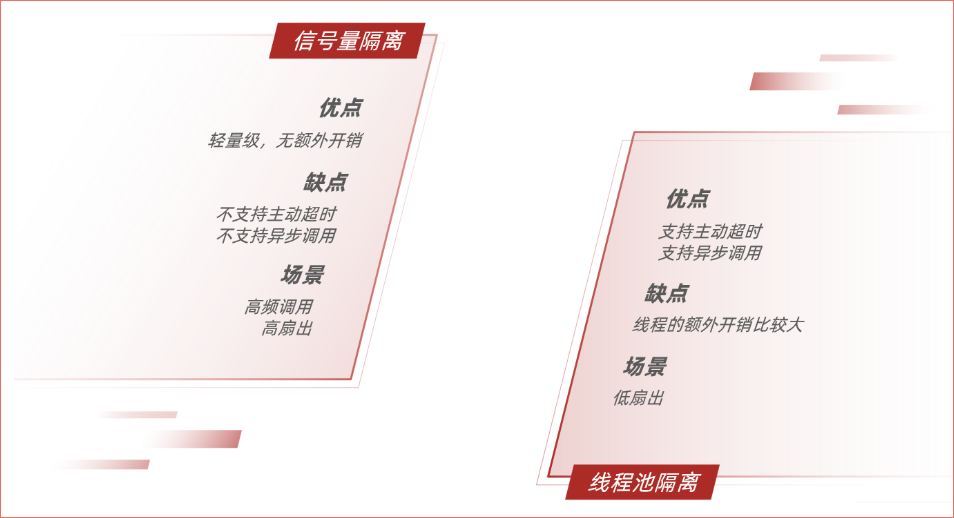 信号量隔离
优点
轻量级，无额外开销
缺点
不支持主动超时
不支持异步调用
场景
高频调用
高扇出
优点
支持主动超时
支持异步调用
缺点
线程的额外开销比较大
场景
低扇出
线程池隔离